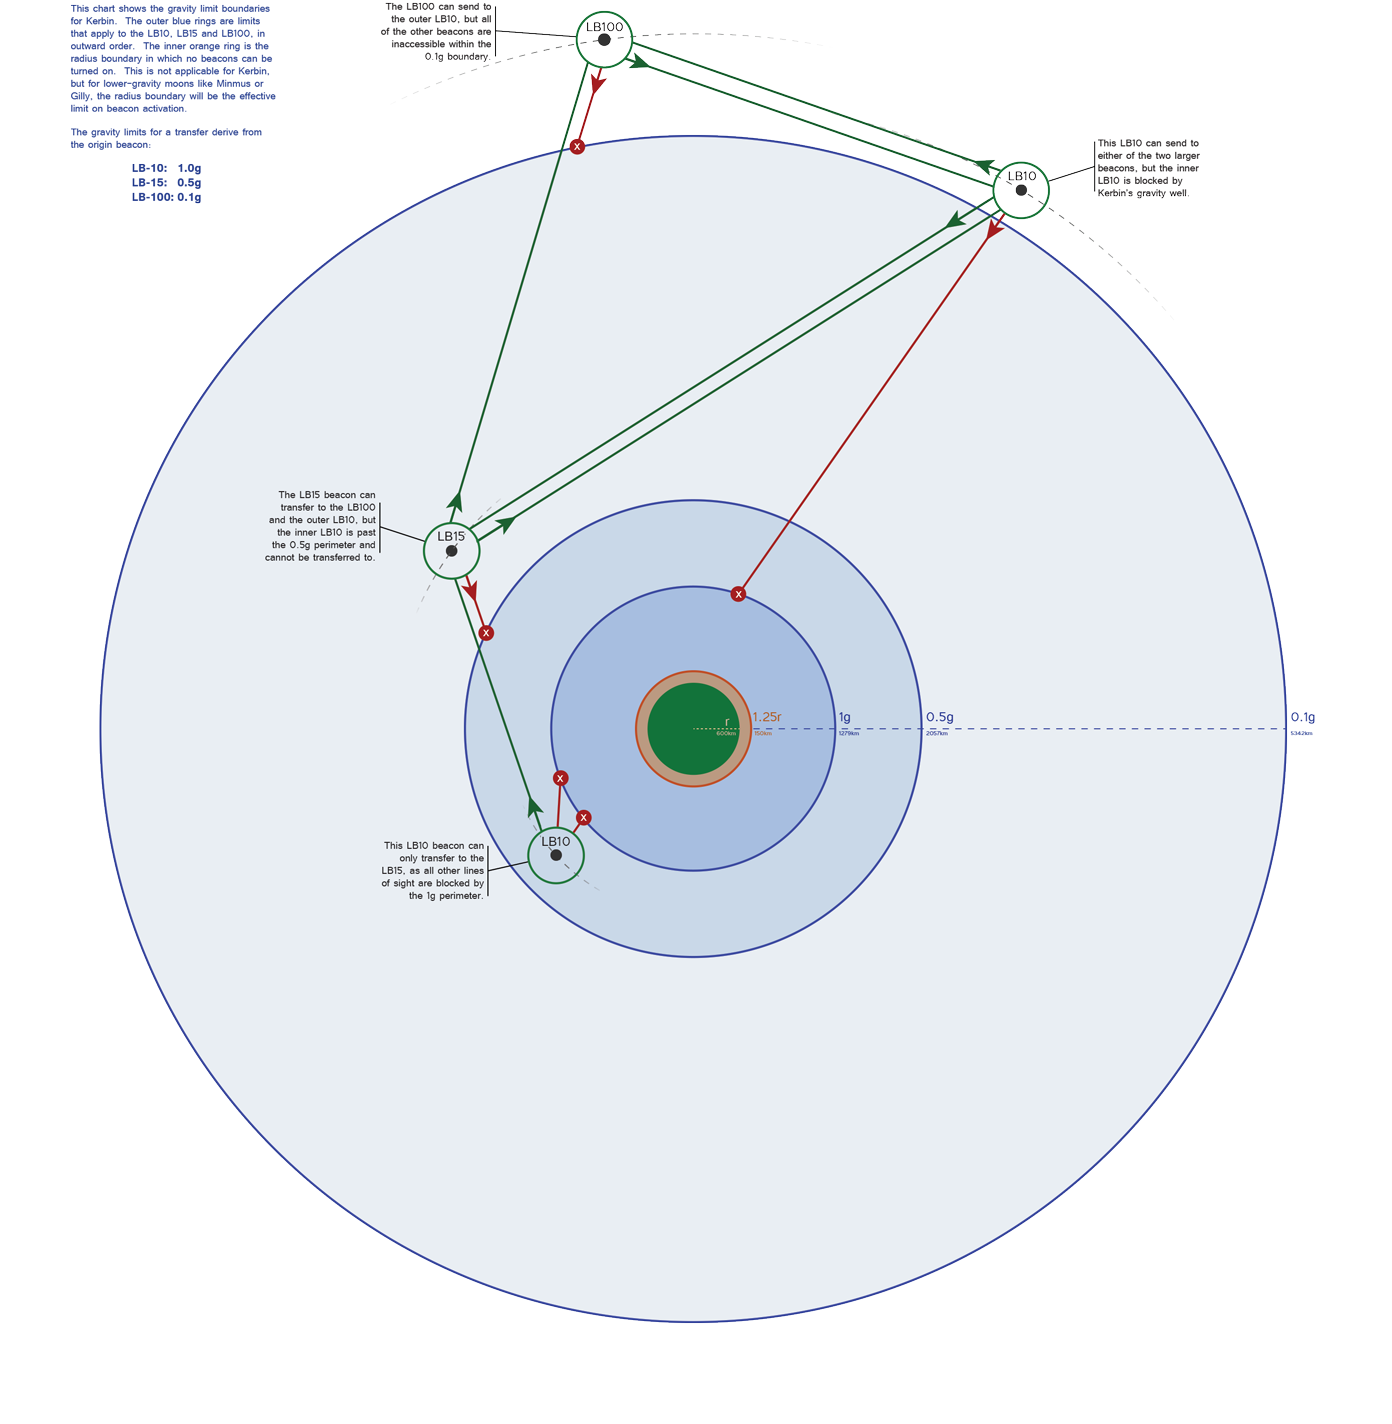 This chart shows the gravity limit boundaries
for Kerbin.  The outer blue rings are limits
that apply to the LB10, LB15 and LB100, in
outward order.  The inner orange ring is the
radius boundary in which no beacons can be
turned on.  This is not applicable for Kerbin,
but for lower-gravity moons like Minmus or
Gilly, the radius boundary will be the effective
limit on beacon activation.
The gravity limits for a transfer derive from
the origin beacon:
LB-10:  1.0g
LB-15:  0.5g
LB-100: 0.1g
The LB100 can send to
the outer LB10, but all
of the other beacons are
inaccessible within the
0.1g boundary.
LB100
x
LB10
This LB10 can send to
either of the two larger
beacons, but the inner
LB10 is blocked by
Kerbin's gravity well.
The LB15 beacon can
transfer to the LB100
and the outer LB10, but
the inner LB10 is past
the 0.5g perimeter and
cannot be transferred to.
LB15
x
x
r
600km
1.25r
150km
1g
1279km
0.5g
2057km
0.1g
5342km
x
x
LB10
This LB10 beacon can
only transfer to the
LB15, as all other lines
of sight are blocked by
the 1g perimeter.